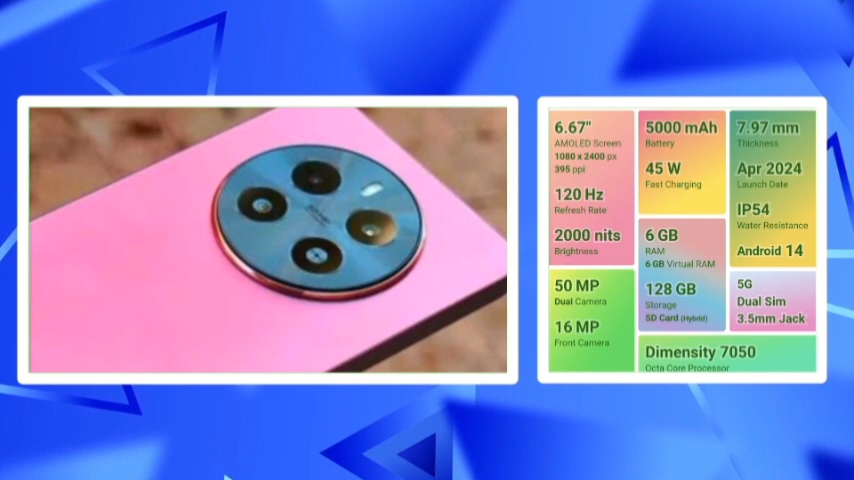 6.67"
AMOLED Screen
1080 x 2400 px
395 ppi
120 Hz
Refresh Rate
2000 nits
Brightness
50 MP
Dual Camera
16 MP
Front Camera
5000 mAh
Battery
45 W
Fast Charging
6 GB
RAM
6 GB Virtual RAM
128 GB
Storage
SD Card (Hybrid)
7.97 mm
Thickness
Apr 2024
Launch Date
IP54
Water Resistance
Android 14
5G
Dual Sim
3.5mm Jack
Dimensity 7050
Octa Core Processor